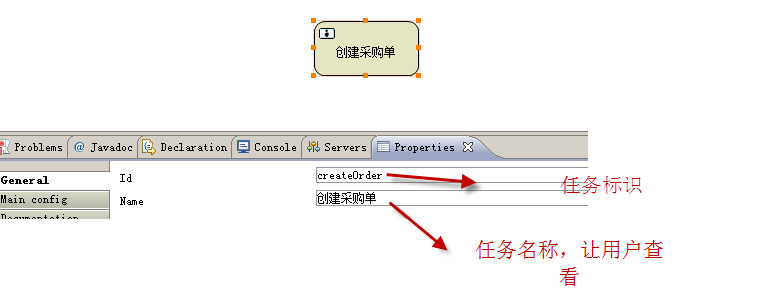 创建采购单
Problems @ Javadoc Declaration Console Servers Properties
General
Id createOrder 任务标识
Main config
Name 创建采购单
Documentation
任务名称，让用户查
看